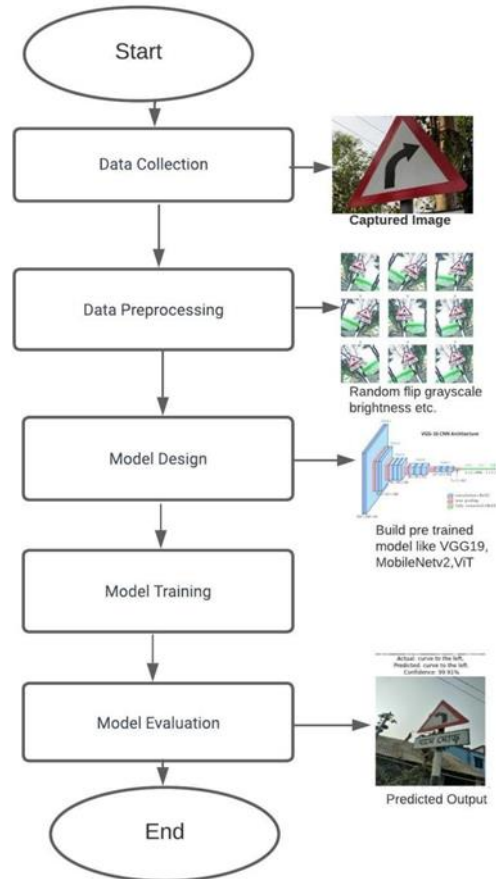 Start
Data Collection
Captured Image
Data Preprocessing
Random flip grayscale
brightness etc.
Model Design
VGG-16 CNN Architecture
Build pre trained
model like VGG19,
MobileNetv2,ViT
Model Training
Actual: curve to the left.
Predicted: curve to the left.
Confidence: 99.91%
Model Evaluation
Predicted Output
End